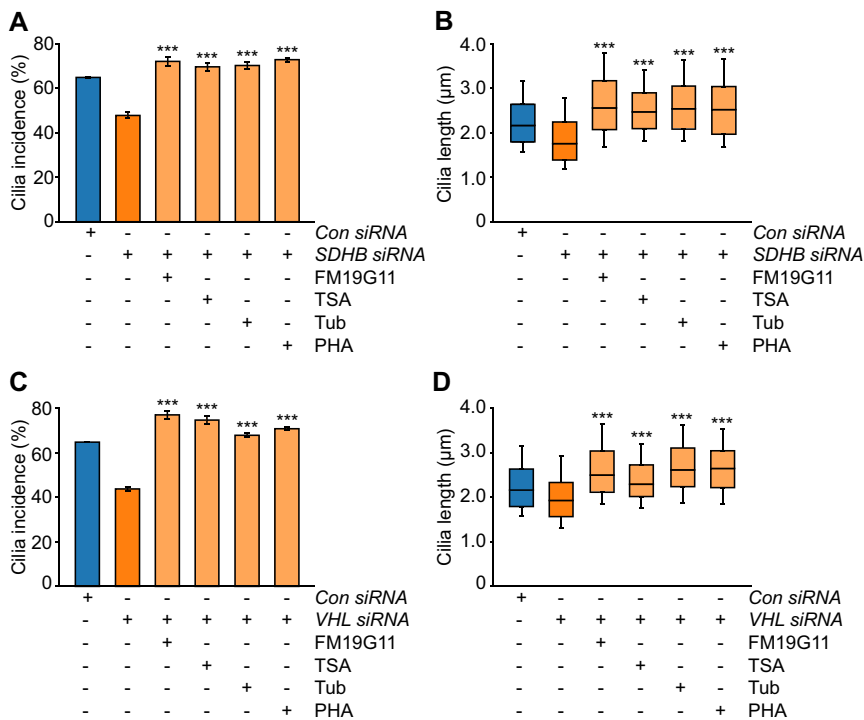 A
Cilia incidence (%)
80
60
40
20
0
*** *** *** ***
+ - - - - - Con siRNA
- + + + + + SDHB siRNA
- - + - - - FM19G11
- - - + - - TSA
- - - - + - Tub
- - - - - + PHA
B
Cilia length (µm)
4.0
3.0
2.0
1.0
0.0
*** *** *** ***
+ - - - - - Con siRNA
- + + + + + SDHB siRNA
- - + - - - FM19G11
- - - + - - TSA
- - - - + - Tub
- - - - - + PHA
C
Cilia incidence (%)
80
60
40
20
0
*** *** *** ***
+ - - - - - Con siRNA
- + + + + + VHL siRNA
- - + - - - FM19G11
- - - + - - TSA
- - - - + - Tub
- - - - - + PHA
D
Cilia length (µm)
4.0
3.0
2.0
1.0
0.0
*** *** *** ***
+ - - - - - Con siRNA
- + + + + + VHL siRNA
- - + - - - FM19G11
- - - + - - TSA
- - - - + - Tub
- - - - - + PHA